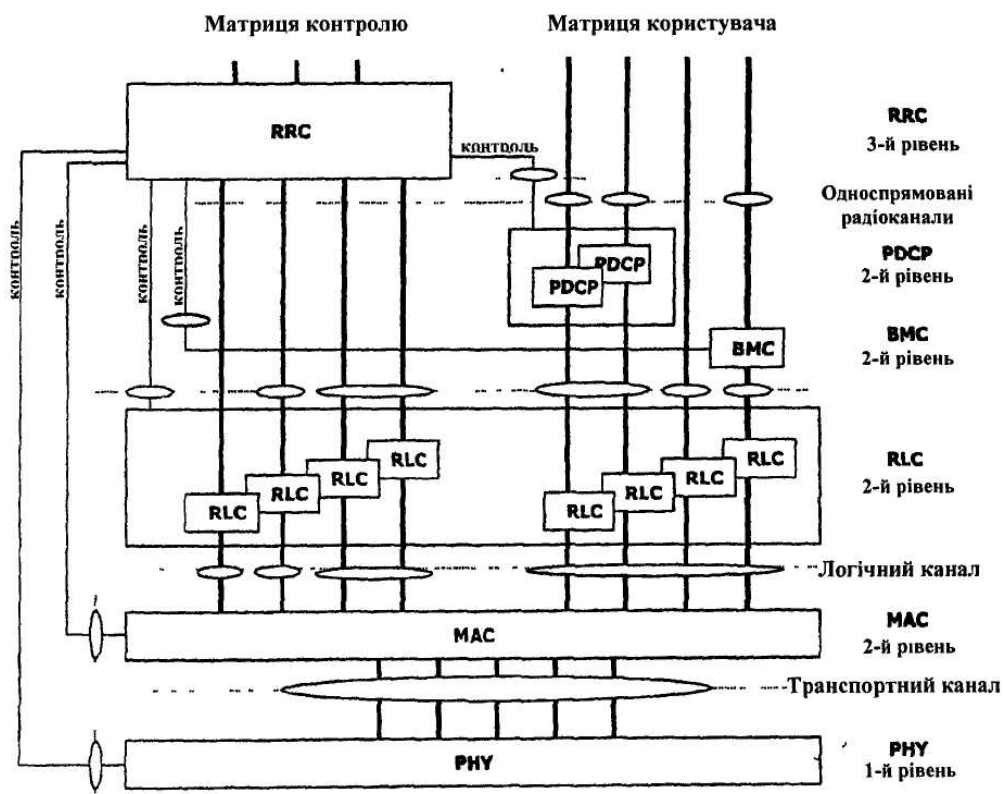 Матриця контролю
Матриця користувача
RRC
контроль
RRC
3-й рівень
Односпрямовані
радіоканали
контроль
контроль
контроль
контроль
PDCP
PDCP
PDCP
2-й рівень
BMC
BMC
2-й рівень
RLC
RLC
RLC
RLC
RLC
RLC
RLC
RLC
RLC
2-й рівень
Логічний канал
MAC
MAC
2-й рівень
Транспортний канал
PHY
PHY
1-й рівень